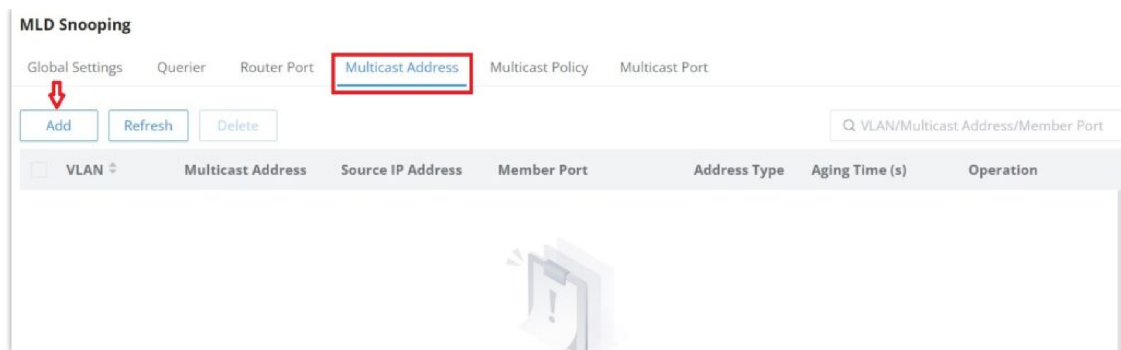 MLD Snooping
Global Settings Querier Router Port Multicast Address Multicast Policy Multicast Port
Add Refresh Delete VLAN/Multicast Address/Member Port
VLAN Multicast Address Source IP Address Member Port Address Type Aging Time (s) Operation